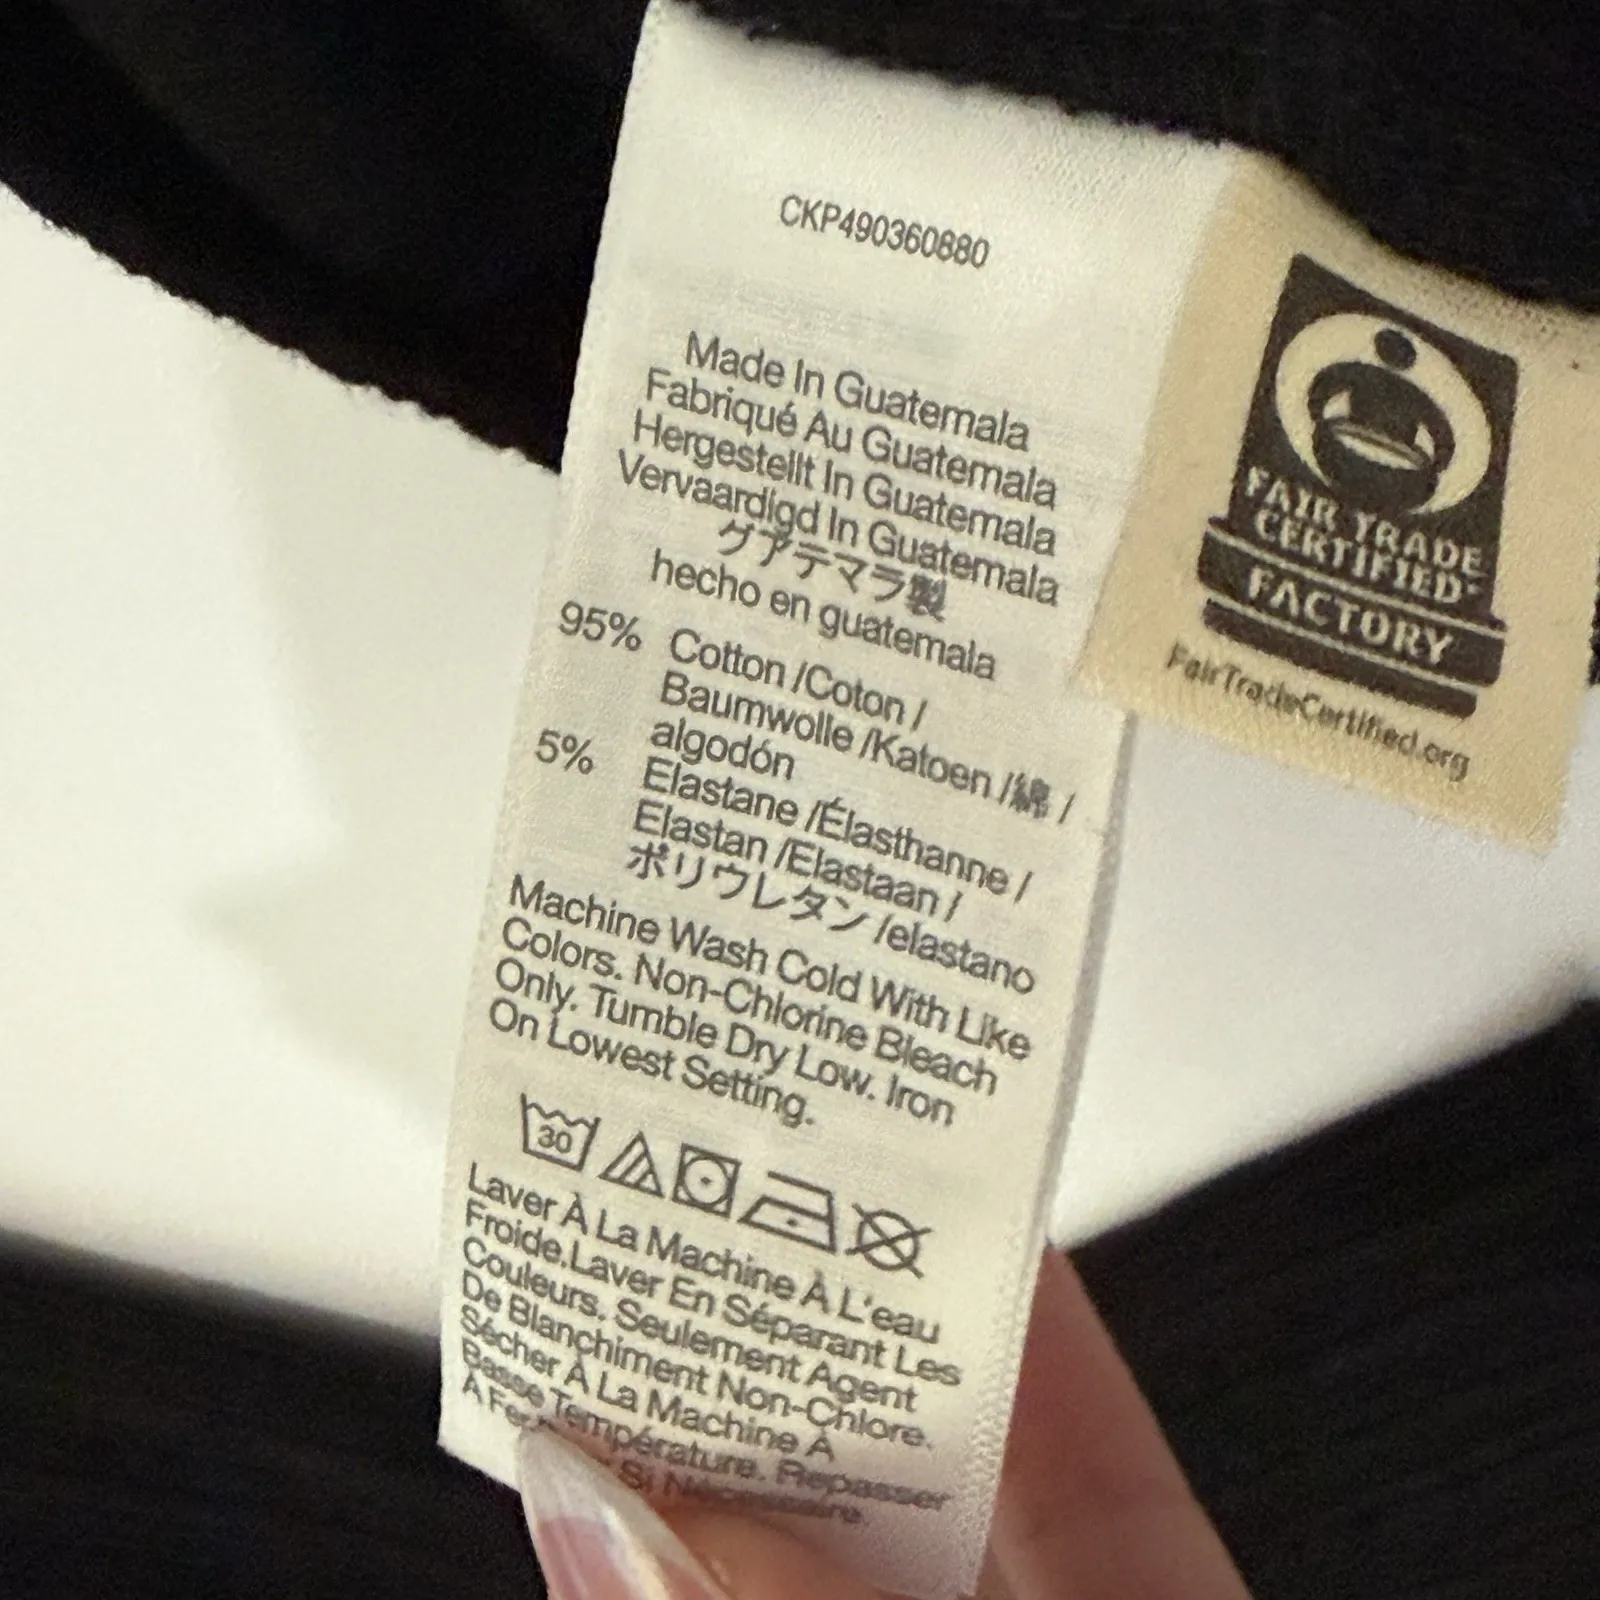 CKP490360880
Made In Guatemala
Fabriqué Au Guatemala
Hergestellt In Guatemala
Vervaardigd In Guatemala
グアテマラ製
hecho en guatemala
95% Cotton /Coton /
Baumwolle /Katoen /綿 /
algodón
5% Elastane /Élasthanne /
Elastan /Elastaan /
ポリウレタン /elastano
Machine Wash Cold With Like
Colors. Non-Chlorine Bleach
Only. Tumble Dry Low. Iron
On Lowest Setting.
30
Laver À La Machine À L'eau
Froide.Laver En Séparant Les
Couleurs. Seulement Agent
De Blanchiment Non-Chlore.
Sécher À La Machine À
Basse Température. Repasser
À Si Nécessaire.
FAIR TRADE
CERTIFIED
FACTORY
FairTradeCertified.org